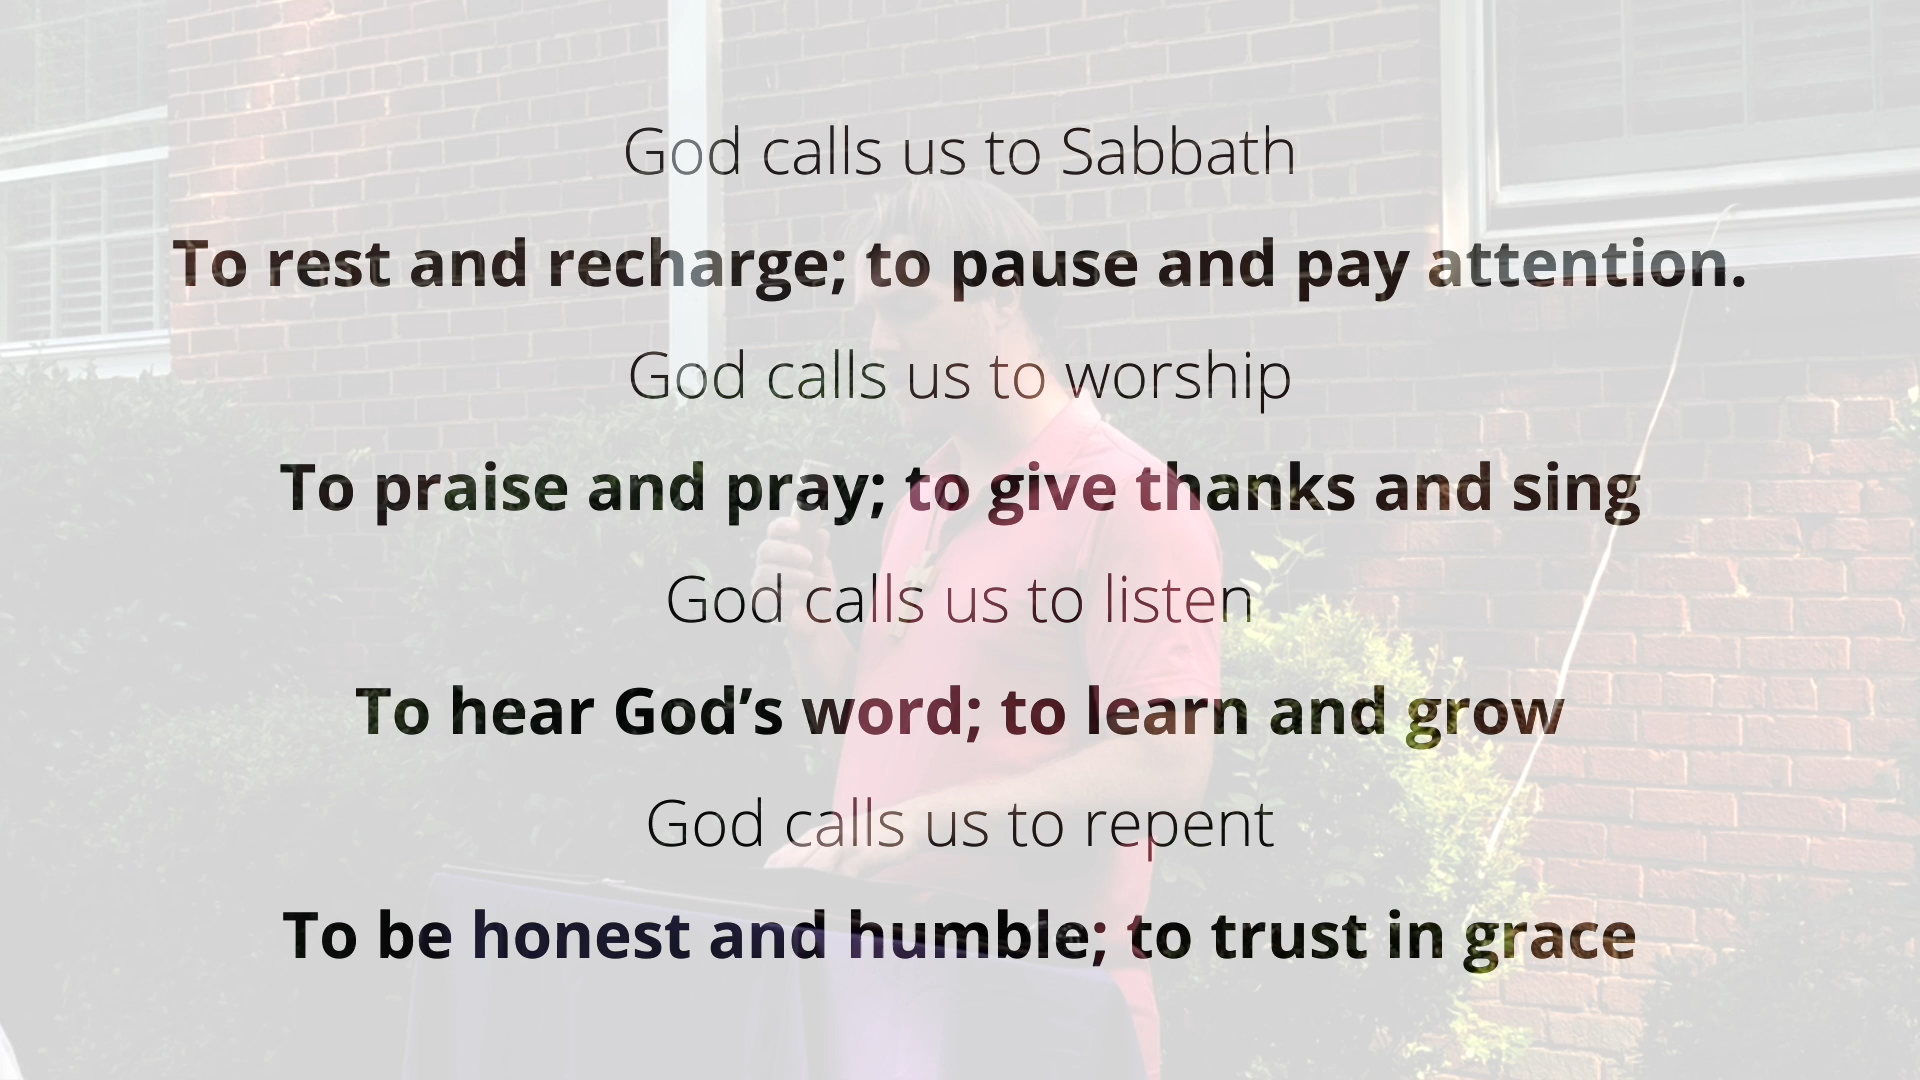 God calls us to Sabbath
To rest and recharge; to pause and pay attention.
God calls us to worship
To praise and pray; to give thanks and sing
God calls us to listen
To hear God’s word; to learn and grow
God calls us to repent
To be honest and humble; to trust in grace